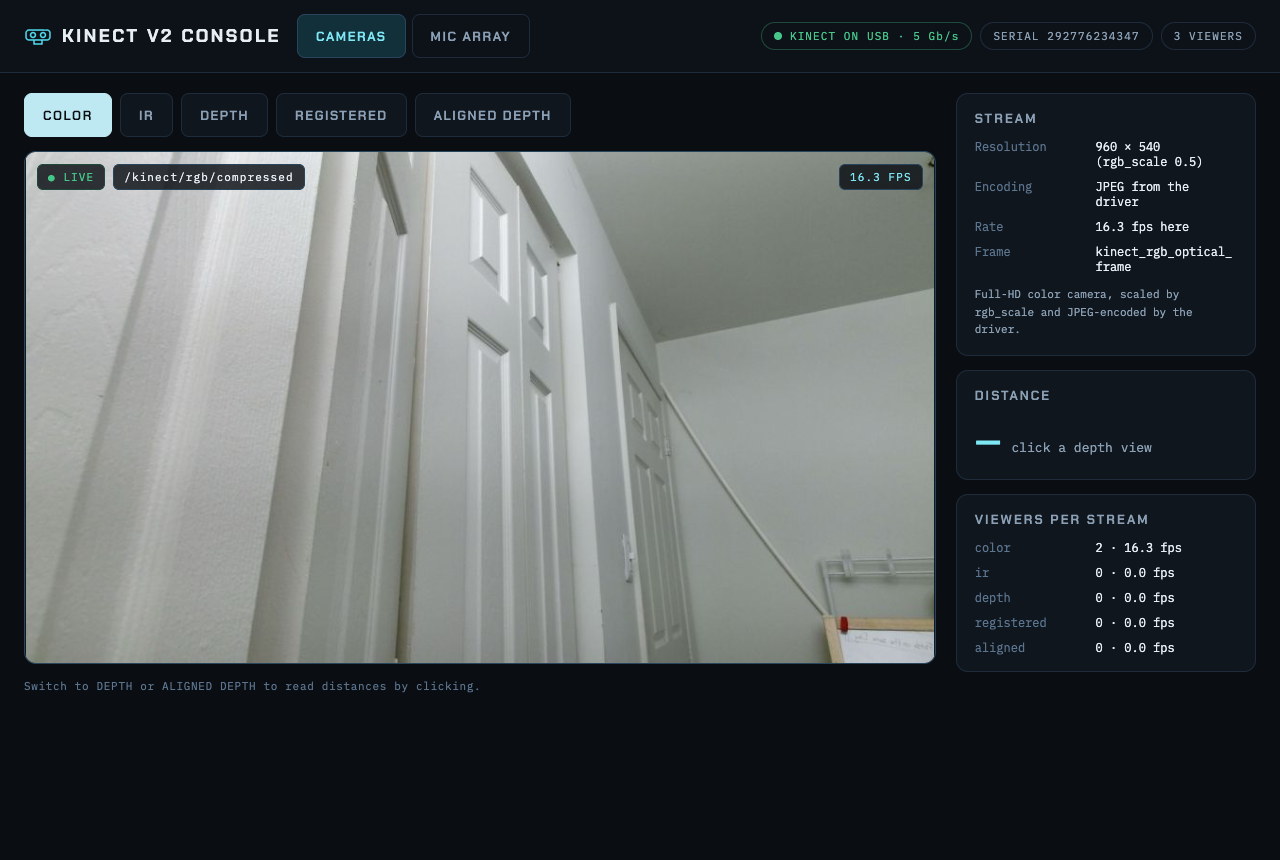 KINECT V2 CONSOLE
CAMERAS
MIC ARRAY
KINECT ON USB · 5 Gb/s
SERIAL 292776234347
3 VIEWERS
COLOR
IR
DEPTH
REGISTERED
ALIGNED DEPTH
LIVE
/kinect/rgb/compressed
16.3 FPS
Switch to DEPTH or ALIGNED DEPTH to read distances by clicking.
STREAM
Resolution 960 × 540
(rgb_scale 0.5)
Encoding JPEG from the
driver
Rate 16.3 fps here
Frame kinect_rgb_optical_
frame
Full-HD color camera, scaled by
rgb_scale and JPEG-encoded by the
driver.
DISTANCE
— click a depth view
VIEWERS PER STREAM
color 2 · 16.3 fps
ir 0 · 0.0 fps
depth 0 · 0.0 fps
registered 0 · 0.0 fps
aligned 0 · 0.0 fps